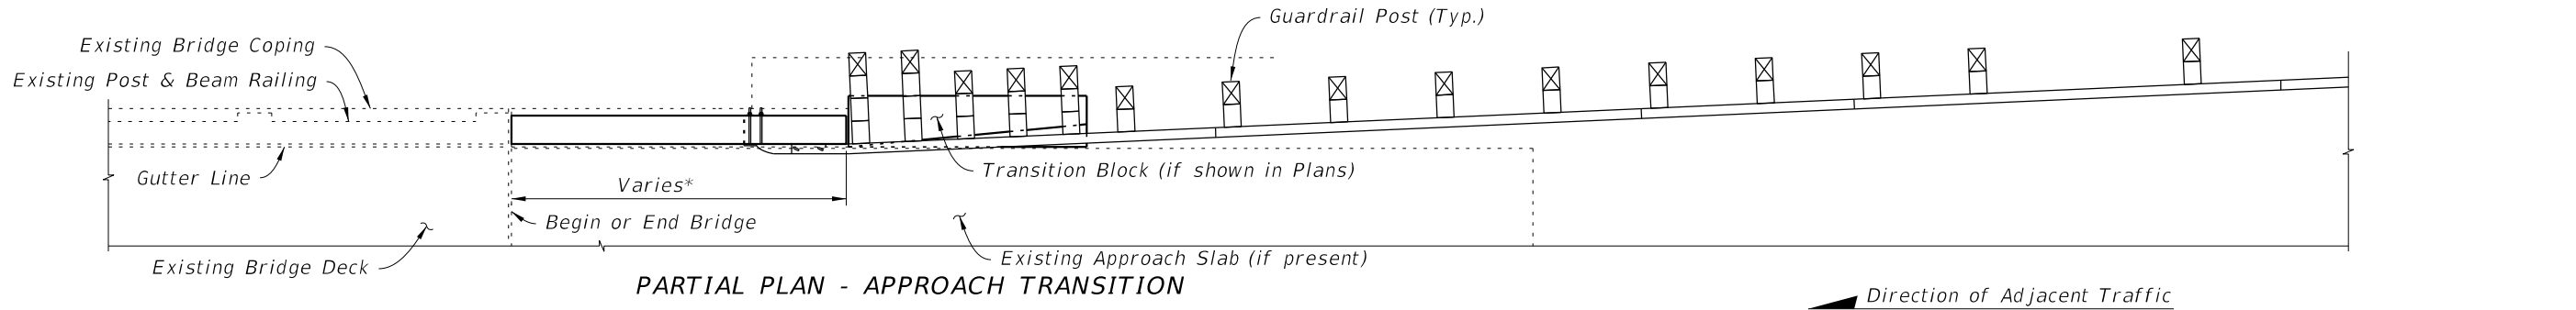 Guardrail Post (Typ.)
Existing Bridge Coping
Existing Post & Beam Railing
Transition Block (if shown in Plans)
Gutter Line
Varies*
Begin or End Bridge
Existing Approach Slab (if present)
Existing Bridge Deck
PARTIAL PLAN - APPROACH TRANSITION
Direction of Adjacent Traffic